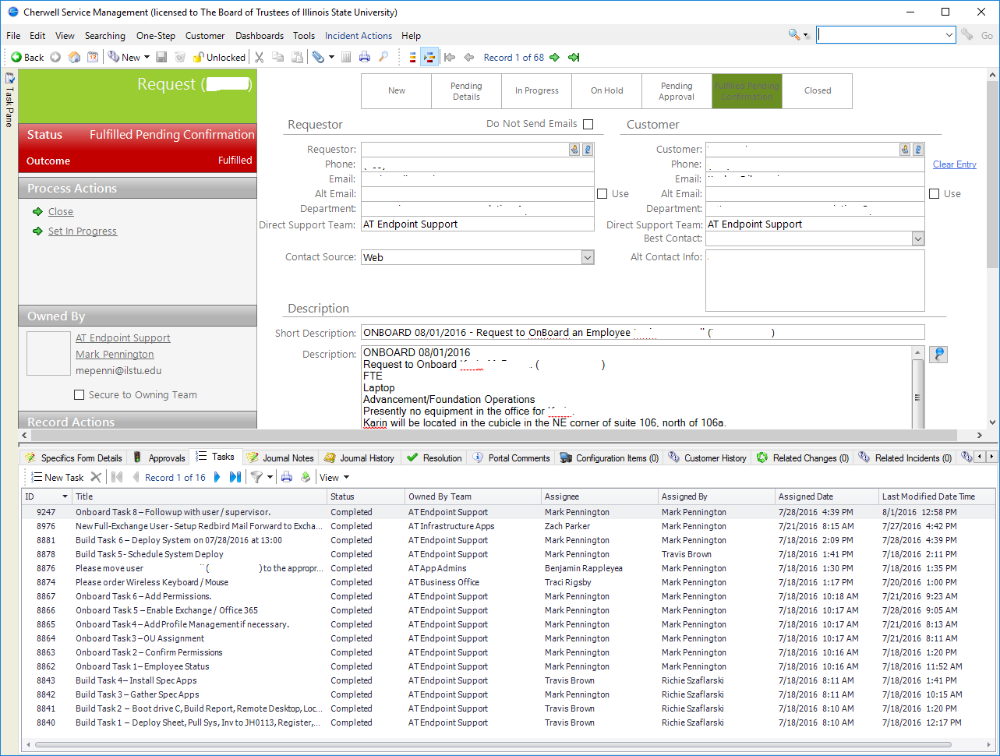 Cherwell Service Management (licensed to The Board of Trustees of Illinois State University)
File Edit View Searching One-Step Customer Dashboards Tools Incident Actions Help
Go
Back New Unlocked Record 1 of 68
Task Pane
Request ( )
Status Fulfilled Pending Confirmation
Outcome Fulfilled
Process Actions
Close
Set In Progress
Owned By
AT Endpoint Support
Mark Pennington
mepenni@ilstu.edu
Secure to Owning Team
Record Actions
New Pending Details In Progress On Hold Pending Approval Fulfilled Pending Confirmation Closed
Requestor Do Not Send Emails Customer
Requestor: Customer:
Phone: Phone: Clear Entry
Email: Email:
Alt Email: Use Alt Email: Use
Department: Department:
Direct Support Team: AT Endpoint Support Direct Support Team: AT Endpoint Support
Best Contact:
Contact Source: Web Alt Contact Info:
Description
Short Description: ONBOARD 08/01/2016 - Request to OnBoard an Employee ( )
Description: ONBOARD 08/01/2016
Request to Onboard ( )
FTE
Laptop
Advancement/Foundation Operations
Presently no equipment in the office for
Karin will be located in the cubicle in the NE corner of suite 106, north of 106a.
Specifics Form Details Approvals Tasks Journal Notes Journal History Resolution Portal Comments Configuration Items (0) Customer History Related Changes (0) Related Incidents (0)
New Task Record 1 of 16 View
ID Title Status Owned By Team Assignee Assigned By Assigned Date Last Modified Date Time
9247 Onboard Task 8 – Followup with user / supervisor. Completed AT Endpoint Support Mark Pennington Mark Pennington 7/28/2016 4:39 PM 8/1/2016 12:58 PM
8976 New Full-Exchange User - Setup Redbird Mail Forward to Excha... Completed AT Infrastructure Apps Zach Parker Mark Pennington 7/21/2016 8:15 AM 7/27/2016 4:42 PM
8881 Build Task 6 – Deploy System on 07/28/2016 at 13:00 Completed AT Endpoint Support Mark Pennington Mark Pennington 7/18/2016 2:09 PM 7/28/2016 4:39 PM
8878 Build Task 5 - Schedule System Deploy Completed AT Endpoint Support Mark Pennington Travis Brown 7/18/2016 1:41 PM 7/18/2016 2:11 PM
8876 Please move user ( ) to the appropr... Completed AT App Admins Benjamin Rappleyea Mark Pennington 7/18/2016 1:30 PM 7/18/2016 1:35 PM
8874 Please order Wireless Keyboard / Mouse Completed AT Business Office Traci Rigsby Mark Pennington 7/18/2016 1:17 PM 7/20/2016 1:00 PM
8867 Onboard Task 6 – Add Permissions. Completed AT Endpoint Support Mark Pennington Mark Pennington 7/18/2016 10:18 AM 7/21/2016 9:23 AM
8866 Onboard Task 5 – Enable Exchange / Office 365 Completed AT Endpoint Support Mark Pennington Mark Pennington 7/18/2016 10:17 AM 7/28/2016 9:05 AM
8865 Onboard Task 4 – Add Profile Management if necessary. Completed AT Endpoint Support Mark Pennington Mark Pennington 7/18/2016 10:17 AM 7/21/2016 8:13 AM
8864 Onboard Task 3 – OU Assignment Completed AT Endpoint Support Mark Pennington Mark Pennington 7/18/2016 10:17 AM 7/21/2016 8:11 AM
8863 Onboard Task 2 – Confirm Permissions Completed AT Endpoint Support Mark Pennington Mark Pennington 7/18/2016 10:16 AM 7/18/2016 1:20 PM
8862 Onboard Task 1 – Employee Status Completed AT Endpoint Support Mark Pennington Mark Pennington 7/18/2016 10:16 AM 7/18/2016 11:52 AM
8843 Build Task 4 – Install Spec Apps Completed AT Endpoint Support Travis Brown Richie Szaflarski 7/18/2016 8:11 AM 7/18/2016 1:41 PM
8842 Build Task 3 – Gather Spec Apps Completed AT Endpoint Support Mark Pennington Richie Szaflarski 7/18/2016 8:11 AM 7/18/2016 10:15 AM
8841 Build Task 2 – Boot drive C, Build Report, Remote Desktop, Loc... Completed AT Endpoint Support Travis Brown Richie Szaflarski 7/18/2016 8:10 AM 7/18/2016 1:20 PM
8840 Build Task 1 – Deploy Sheet, Pull Sys, Inv to JH0113, Register,... Completed AT Endpoint Support Travis Brown Richie Szaflarski 7/18/2016 8:10 AM 7/18/2016 12:17 PM